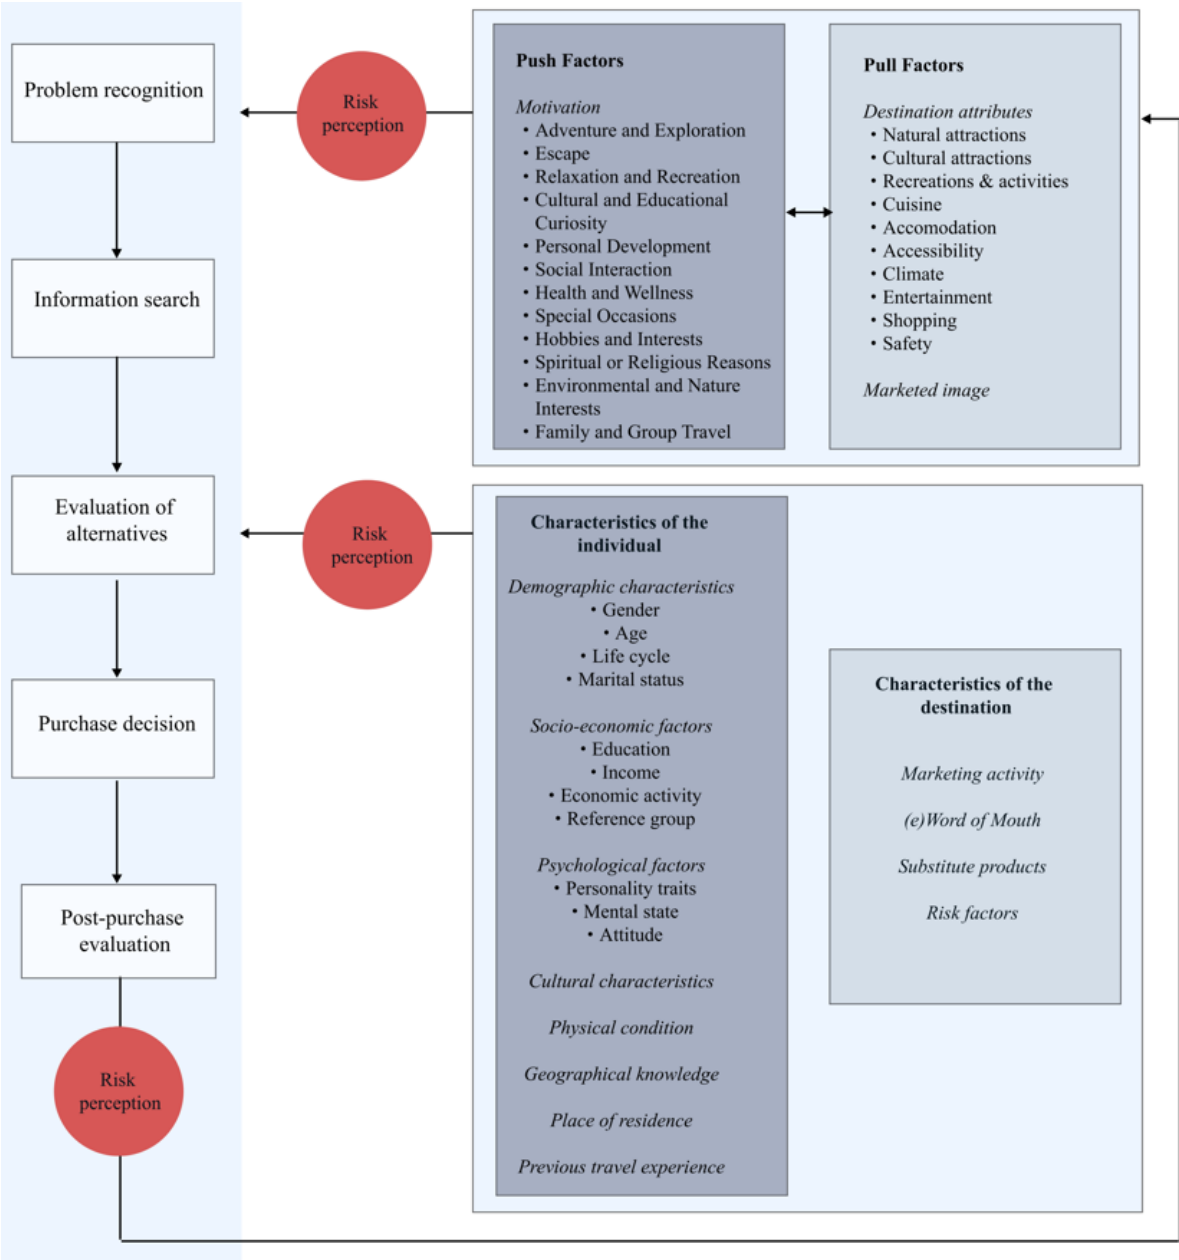 Problem recognition
Information search
Evaluation of
alternatives
Purchase decision
Post-purchase
evaluation
Risk
perception
Risk
perception
Push Factors
Motivation
• Adventure and Exploration
• Escape
• Relaxation and Recreation
• Cultural and Educational
Curiosity
• Personal Development
• Social Interaction
• Health and Wellness
• Special Occasions
• Hobbies and Interests
• Spiritual or Religious Reasons
• Environmental and Nature
Interests
• Family and Group Travel
Pull Factors
Destination attributes
• Natural attractions
• Cultural attractions
• Recreations & activities
• Cuisine
• Accomodation
• Accessibility
• Climate
• Entertainment
• Shopping
• Safety
Marketed image
Risk
perception
Characteristics of the
individual
Demographic characteristics
• Gender
• Age
• Life cycle
• Marital status
Socio-economic factors
• Education
• Income
• Economic activity
• Reference group
Psychological factors
• Personality traits
• Mental state
• Attitude
Cultural characteristics
Physical condition
Geographical knowledge
Place of residence
Previous travel experience
Characteristics of the
destination
Marketing activity
(e)Word of Mouth
Substitute products
Risk factors